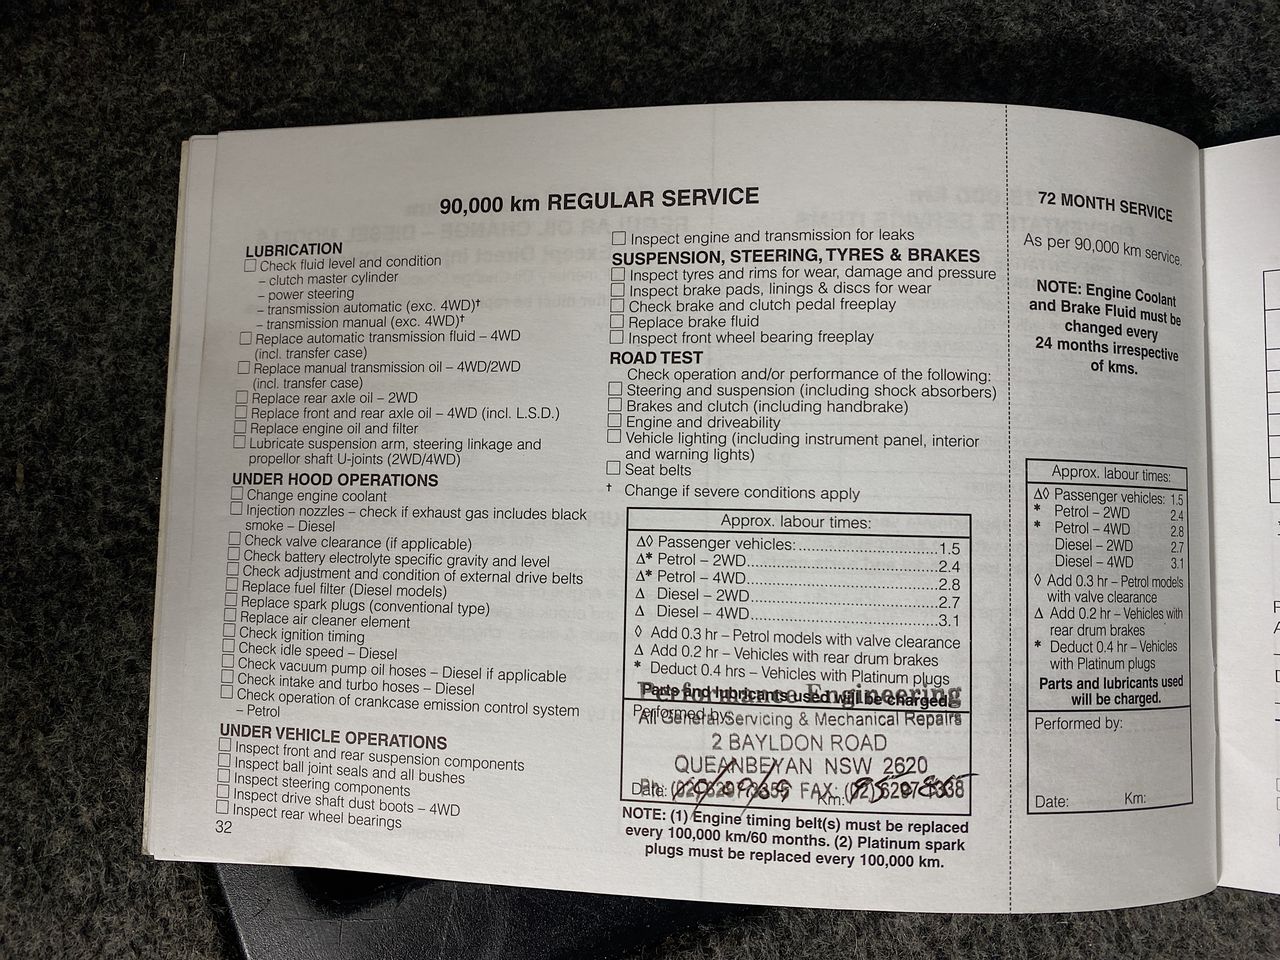 90,000 km REGULAR SERVICE
LUBRICATION
☐ Check fluid level and condition
– clutch master cylinder
– power steering
– transmission automatic (exc. 4WD)†
– transmission manual (exc. 4WD)†
☐ Replace automatic transmission fluid – 4WD
(incl. transfer case)
☐ Replace manual transmission oil – 4WD/2WD
(incl. transfer case)
☐ Replace rear axle oil – 2WD
☐ Replace front and rear axle oil – 4WD (incl. L.S.D.)
☐ Replace engine oil and filter
☐ Lubricate suspension arm, steering linkage and
propellor shaft U-joints (2WD/4WD)
UNDER HOOD OPERATIONS
☐ Change engine coolant
☐ Injection nozzles – check if exhaust gas includes black
smoke – Diesel
☐ Check valve clearance (if applicable)
☐ Check battery electrolyte specific gravity and level
☐ Check adjustment and condition of external drive belts
☐ Replace fuel filter (Diesel models)
☐ Replace spark plugs (conventional type)
☐ Replace air cleaner element
☐ Check ignition timing
☐ Check idle speed – Diesel
☐ Check vacuum pump oil hoses – Diesel if applicable
☐ Check intake and turbo hoses – Diesel
☐ Check operation of crankcase emission control system
– Petrol
UNDER VEHICLE OPERATIONS
☐ Inspect front and rear suspension components
☐ Inspect ball joint seals and all bushes
☐ Inspect steering components
☐ Inspect drive shaft dust boots – 4WD
☐ Inspect rear wheel bearings
32
☐ Inspect engine and transmission for leaks
SUSPENSION, STEERING, TYRES & BRAKES
☐ Inspect tyres and rims for wear, damage and pressure
☐ Inspect brake pads, linings & discs for wear
☐ Check brake and clutch pedal freeplay
☐ Replace brake fluid
☐ Inspect front wheel bearing freeplay
ROAD TEST
Check operation and/or performance of the following:
☐ Steering and suspension (including shock absorbers)
☐ Brakes and clutch (including handbrake)
☐ Engine and driveability
☐ Vehicle lighting (including instrument panel, interior
and warning lights)
☐ Seat belts
† Change if severe conditions apply
Approx. labour times:
Δ◊ Passenger vehicles:..............................1.5
Δ* Petrol – 2WD.........................................2.4
Δ* Petrol – 4WD.........................................2.8
Δ Diesel – 2WD.........................................2.7
Δ Diesel – 4WD.........................................3.1
◊ Add 0.3 hr – Petrol models with valve clearance
Δ Add 0.2 hr – Vehicles with rear drum brakes
* Deduct 0.4 hrs – Vehicles with Platinum plugs
Performance Engineering
Parts and lubricants used will be charged.
Performed by:
All General Servicing & Mechanical Repairs
2 BAYLDON ROAD
QUEANBEYAN NSW 2620
Ph: FAX: (02)
Date: Km:
NOTE: (1) Engine timing belt(s) must be replaced
every 100,000 km/60 months. (2) Platinum spark
plugs must be replaced every 100,000 km.
72 MONTH SERVICE
As per 90,000 km service.
NOTE: Engine Coolant
and Brake Fluid must be
changed every
24 months irrespective
of kms.
Approx. labour times:
Δ◊ Passenger vehicles: 1.5
* Petrol – 2WD 2.4
* Petrol – 4WD 2.8
Diesel – 2WD 2.7
Diesel – 4WD 3.1
◊ Add 0.3 hr – Petrol models
with valve clearance
Δ Add 0.2 hr – Vehicles with
rear drum brakes
* Deduct 0.4 hr – Vehicles
with Platinum plugs
Parts and lubricants used
will be charged.
Performed by:
Date: Km: